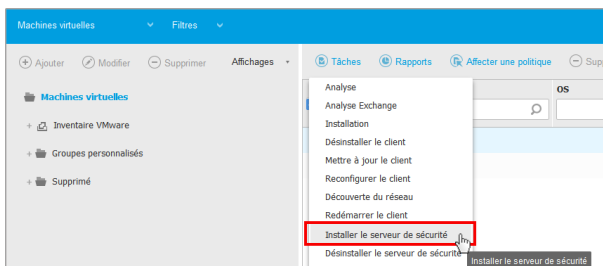 Machines virtuelles Filtres
Ajouter Modifier Supprimer Affichages Tâches Rapports Affecter une politique Sup
Machines virtuelles
Inventaire VMware
Groupes personnalisés
Supprimé
OS
Analyse
Analyse Exchange
Installation
Désinstaller le client
Mettre à jour le client
Reconfigurer le client
Découverte du réseau
Redémarrer le client
Installer le serveur de sécurité
Désinstaller le serveur de sécurité
Installer le serveur de sécurité